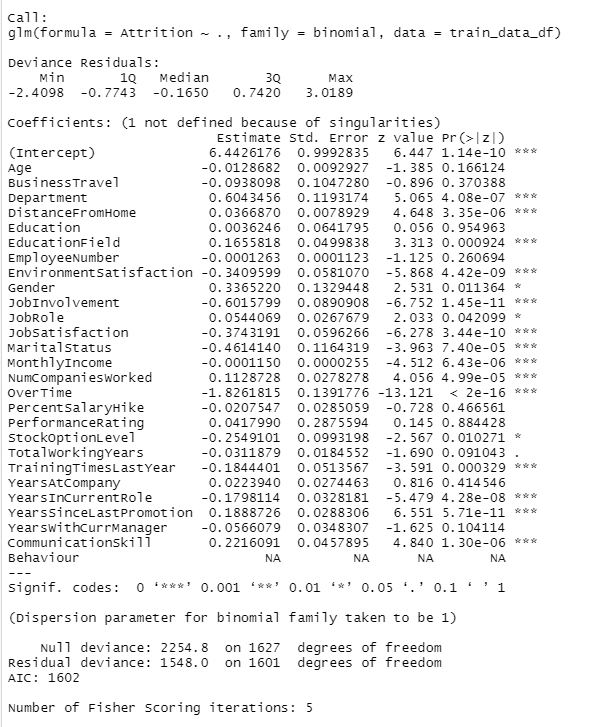 Call:
glm(formula = Attrition ~ ., family = binomial, data = train_data_df)
Deviance Residuals:
Min 1Q Median 3Q Max
-2.4098 -0.7743 -0.1650 0.7420 3.0189
Coefficients: (1 not defined because of singularities)
Estimate Std. Error z value Pr(>|z|)
(Intercept) 6.4426176 0.9992835 6.447 1.14e-10 ***
Age -0.0128682 0.0092927 -1.385 0.166124
BusinessTravel -0.0938098 0.1047280 -0.896 0.370388
Department 0.6043456 0.1193174 5.065 4.08e-07 ***
DistanceFromHome 0.0366870 0.0078929 4.648 3.35e-06 ***
Education 0.0036246 0.0641795 0.056 0.954963
EducationField 0.1655818 0.0499838 3.313 0.000924 ***
EmployeeNumber -0.0001263 0.0001123 -1.125 0.260694
EnvironmentSatisfaction -0.3409599 0.0581070 -5.868 4.42e-09 ***
Gender 0.3365220 0.1329448 2.531 0.011364 *
JobInvolvement -0.6015799 0.0890908 -6.752 1.45e-11 ***
JobRole 0.0544069 0.0267679 2.033 0.042099 *
JobSatisfaction -0.3743191 0.0596266 -6.278 3.44e-10 ***
MaritalStatus -0.4614140 0.1164319 -3.963 7.40e-05 ***
MonthlyIncome -0.0001150 0.0000255 -4.512 6.43e-06 ***
NumCompaniesWorked 0.1128728 0.0278278 4.056 4.99e-05 ***
OverTime -1.8261815 0.1391776 -13.121 < 2e-16 ***
PercentSalaryHike -0.0207547 0.0285059 -0.728 0.466561
PerformanceRating 0.0417990 0.2875594 0.145 0.884428
StockOptionLevel -0.2549101 0.0993198 -2.567 0.010271 *
TotalWorkingYears -0.0311879 0.0184552 -1.690 0.091043 .
TrainingTimesLastYear -0.1844401 0.0513567 -3.591 0.000329 ***
YearsAtCompany 0.0223940 0.0274463 0.816 0.414546
YearsInCurrentRole -0.1798114 0.0328181 -5.479 4.28e-08 ***
YearsSinceLastPromotion 0.1888726 0.0288306 6.551 5.71e-11 ***
YearsWithCurrManager -0.0566079 0.0348307 -1.625 0.104114
CommunicationSkill 0.2216091 0.0457895 4.840 1.30e-06 ***
Behaviour NA NA NA NA
---
Signif. codes: 0 ‘***’ 0.001 ‘**’ 0.01 ‘*’ 0.05 ‘.’ 0.1 ‘ ’ 1
(Dispersion parameter for binomial family taken to be 1)
Null deviance: 2254.8 on 1627 degrees of freedom
Residual deviance: 1548.0 on 1601 degrees of freedom
AIC: 1602
Number of Fisher Scoring iterations: 5